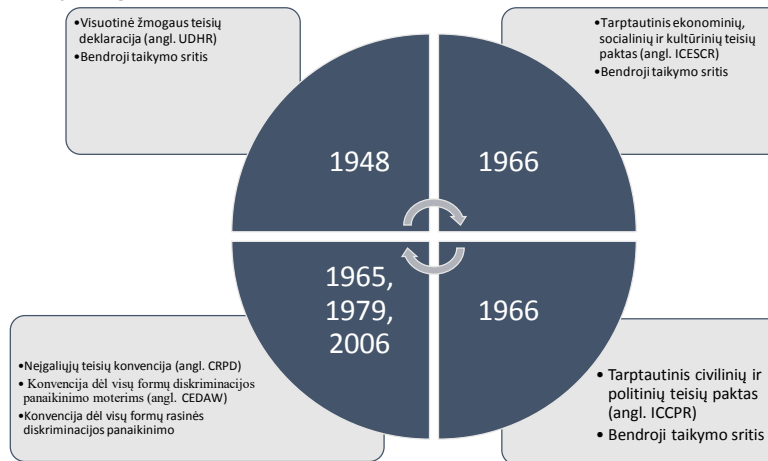 •Visuotinė žmogaus teisių
deklaracija (angl. UDHR)
•Bendroji taikymo sritis
•Tarptautinis ekonominių,
socialinių ir kultūrinių teisių
paktas (angl. ICESCR)
•Bendroji taikymo sritis
1948
1966
1965,
1979,
2006
1966
•Neįgaliųjų teisių konvencija (angl. CRPD)
• Konvencija dėl visų formų diskriminacijos
panaikinimo moterims (angl. CEDAW)
•Konvencija dėl visų formų rasinės
diskriminacijos panaikinimo
• Tarptautinis civilinių ir
politinių teisių paktas
(angl. ICCPR)
• Bendroji taikymo sritis